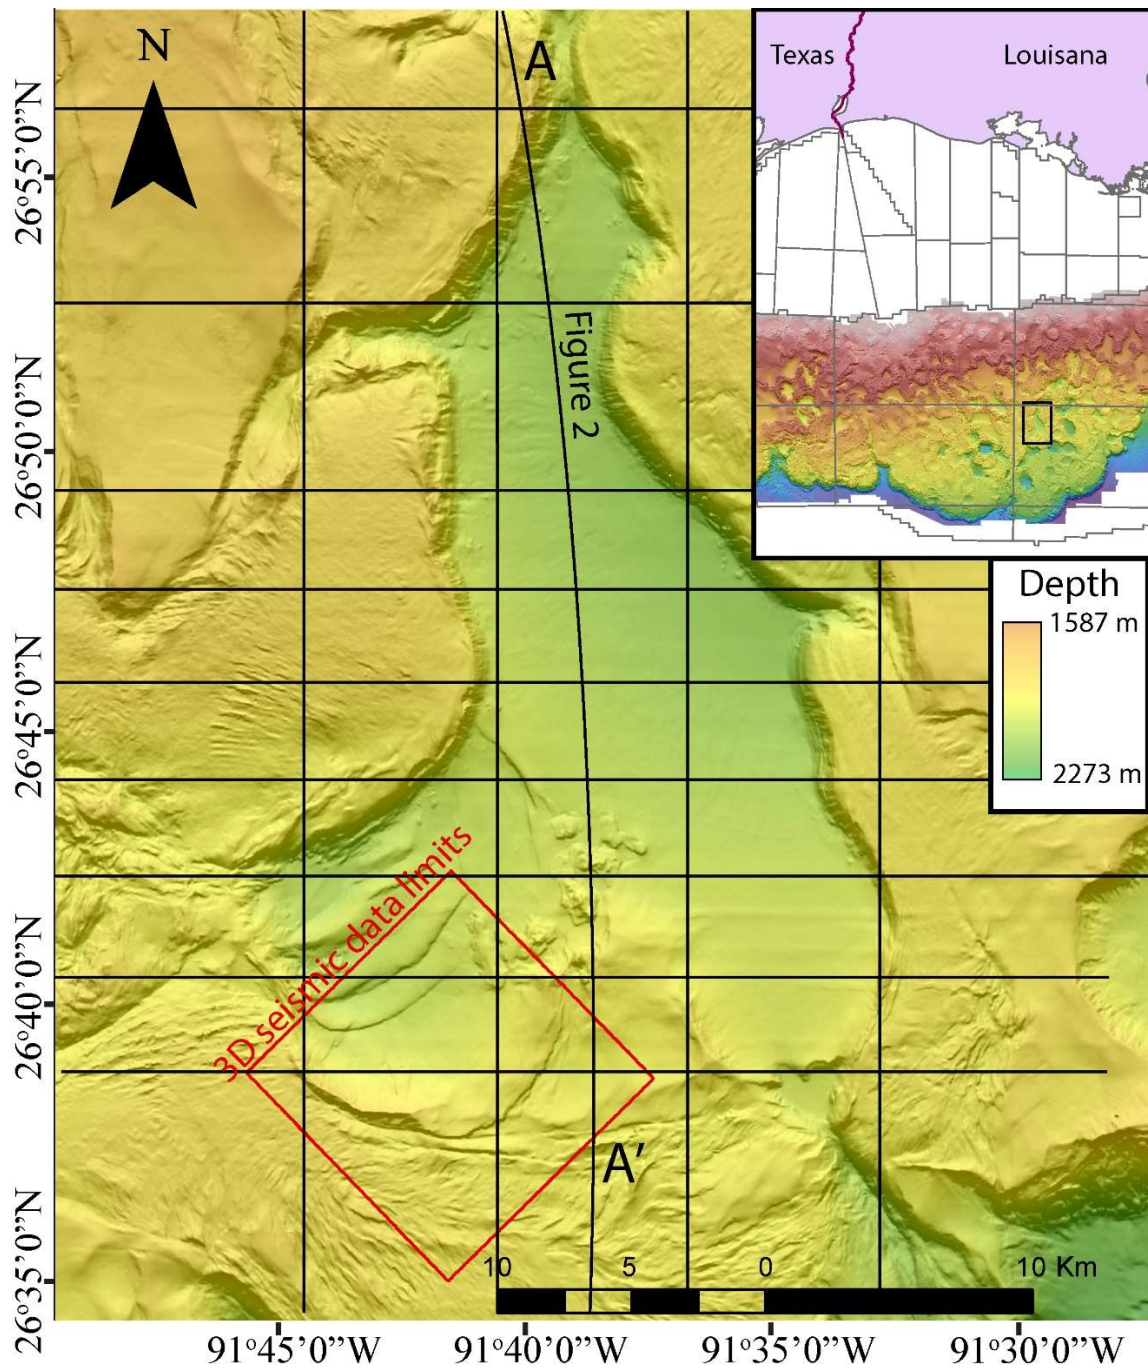 N
A
Texas
Louisana
Figure 2
Depth
1587 m
2273 m
3D seismic data limits
A’
10
5
0
10 Km
26°55’0”N
26°50’0”N
26°45’0”N
26°40’0”N
26°35’0”N
91°45’0”W
91°40’0”W
91°35’0”W
91°30’0”W